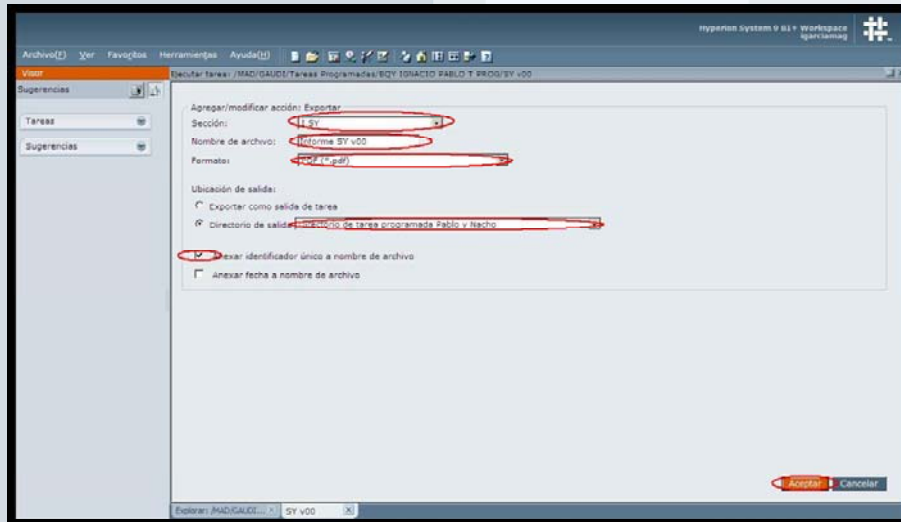 Hyperion System 9 BI+ Workspace
igarciamag
Archivo(F) Ver Favoritos Herramientas Ayuda(H)
Visor
Ejecutar tarea: /MAD/GAUDI/Tareas Programadas/BQY IGNACIO PABLO T PROG/SY v00
Sugerencias
Tareas
Sugerencias
Agregar/modificar acción: Exportar
Sección: 1 SY
Nombre de archivo: Informe SY v00
Formato: PDF (*.pdf)
Ubicación de salida:
Exportar como salida de tarea
Directorio de salida Directorio de tarea programada Pablo y Nacho
Anexar identificador único a nombre de archivo
Anexar fecha a nombre de archivo
Aceptar Cancelar
Explorar: /MAD/GAUDI... SY v00